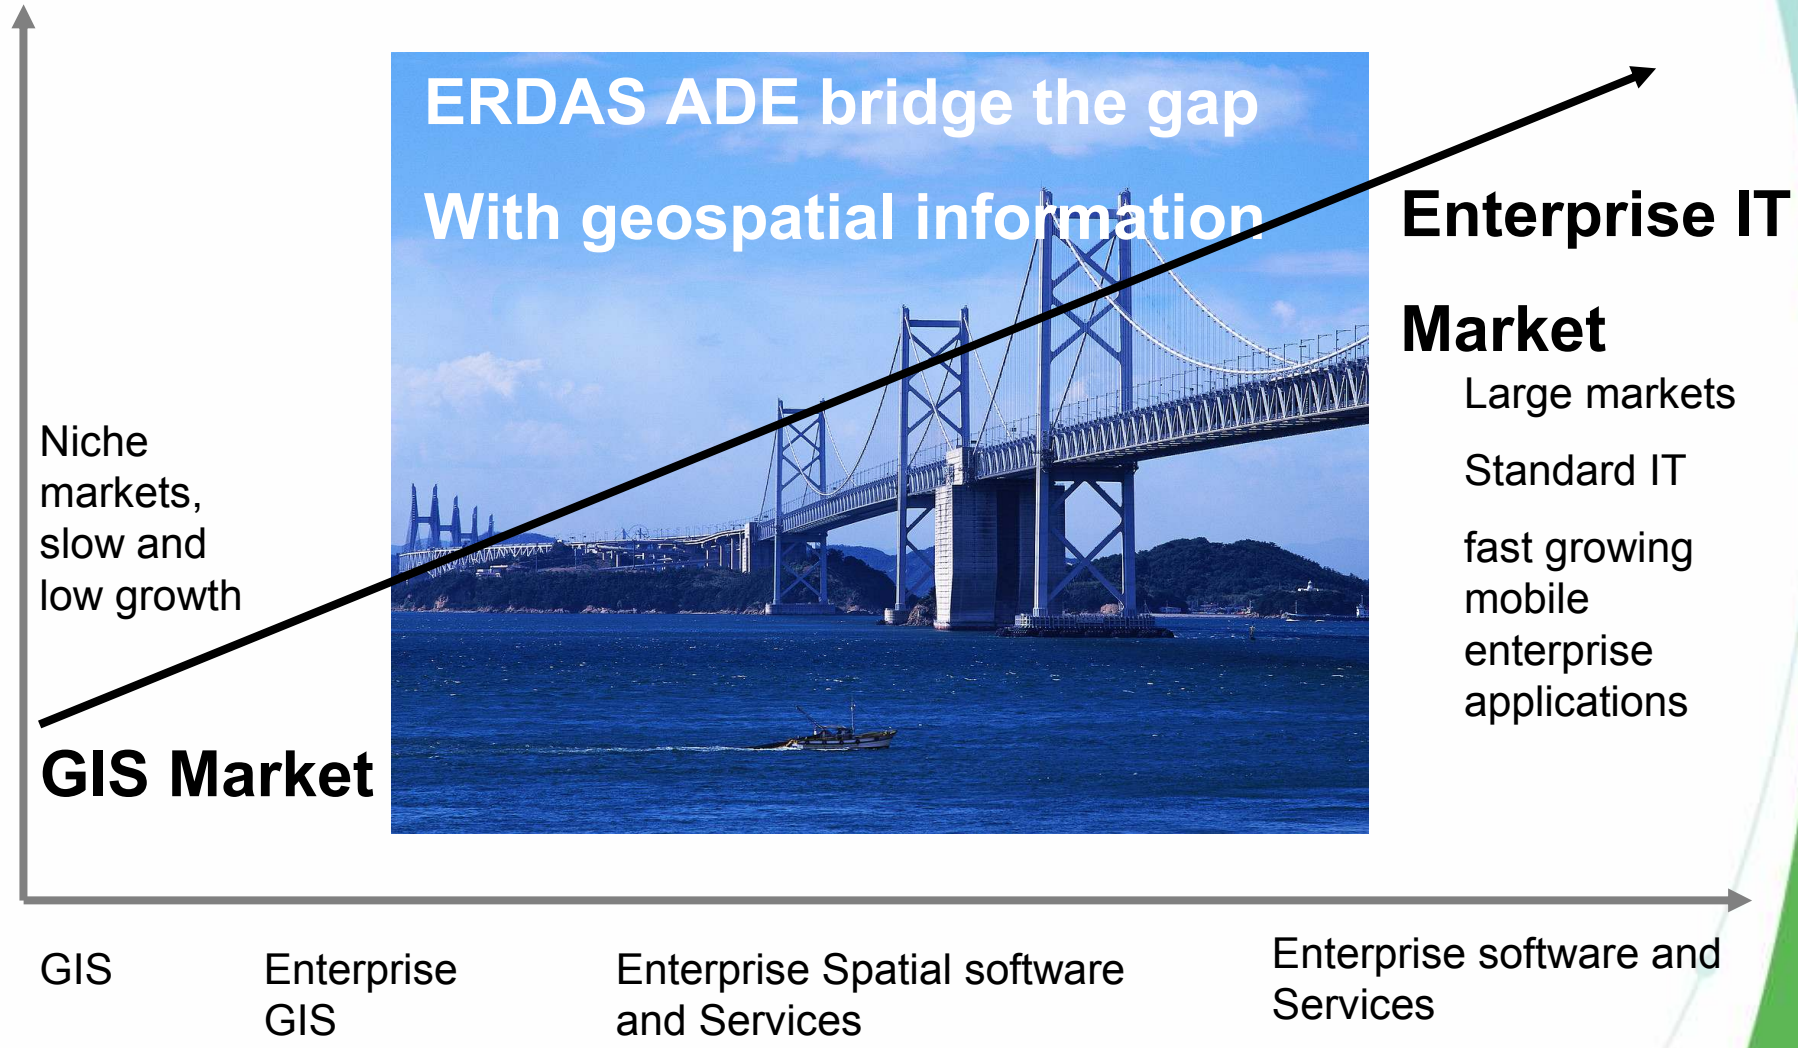 ERDAS ADE bridge the gap
With geospatial information
Enterprise IT
Market
Large markets
Standard IT
fast growing
mobile
enterprise
applications
Niche
markets,
slow and
low growth
GIS Market
GIS
Enterprise
GIS
Enterprise Spatial software
and Services
Enterprise software and
Services